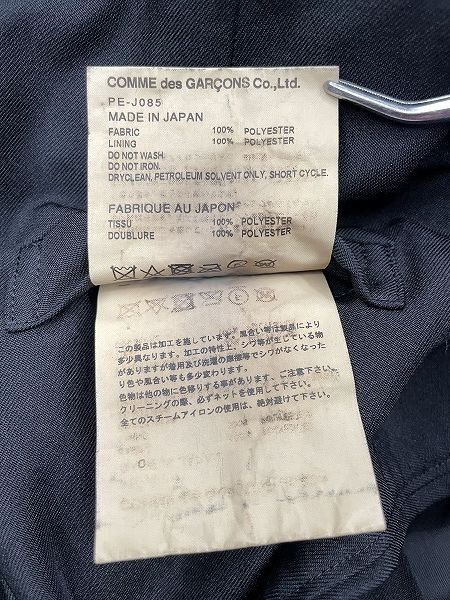 COMME des GARÇONS Co.,Ltd.
PE-J085
MADE IN JAPAN
FABRIC 100% POLYESTER
LINING 100% POLYESTER
DO NOT WASH.
DO NOT IRON.
DRYCLEAN, PETROLEUM SOLVENT ONLY, SHORT CYCLE.
FABRIQUE AU JAPON
TISSU 100% POLYESTER
DOUBLURE 100% POLYESTER
この製品は加工を施しています。風合い等は製品により
多少異なります。加工の特性上、シワ等が生じている事
がありますが着用及び洗濯の摩擦等でシワがなくなった
り色や風合い等も多少変わります。
色物は他の物に色移りする事が有ります。ご注意下さい。
クリーニングの際、必ずネットを使用して下さい。
全てのスチームアイロンの使用は、絶対避けて下さい。